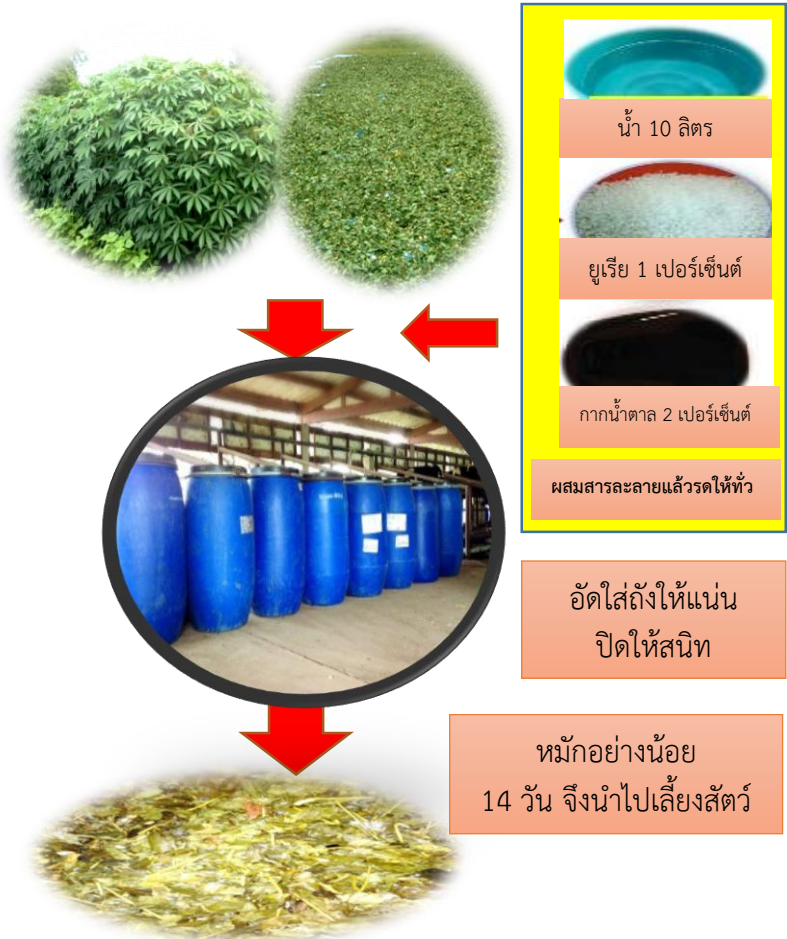 น้ำ 10 ลิตร
ยูเรีย 1 เปอร์เซ็นต์
กากน้ำตาล 2 เปอร์เซ็นต์
ผสมสารละลายแล้วรดให้ทั่ว
อัดใส่ถังให้แน่น
ปิดให้สนิท
หมักอย่างน้อย
14 วัน จึงนำไปเลี้ยงสัตว์